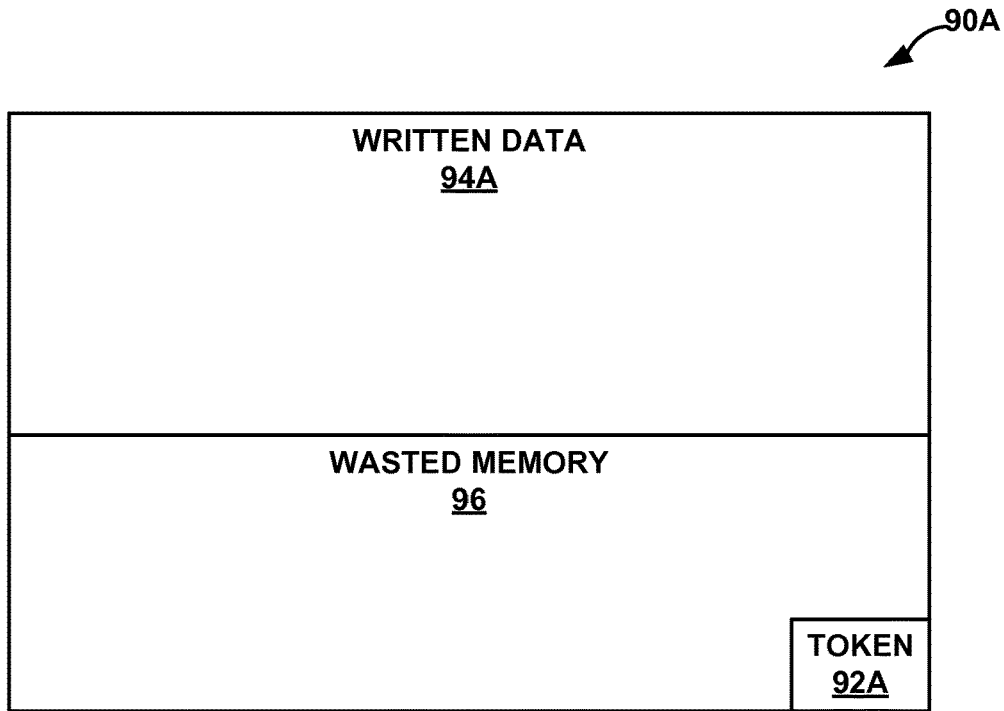 90A
WRITTEN DATA
94A
WASTED MEMORY
96
TOKEN
92A